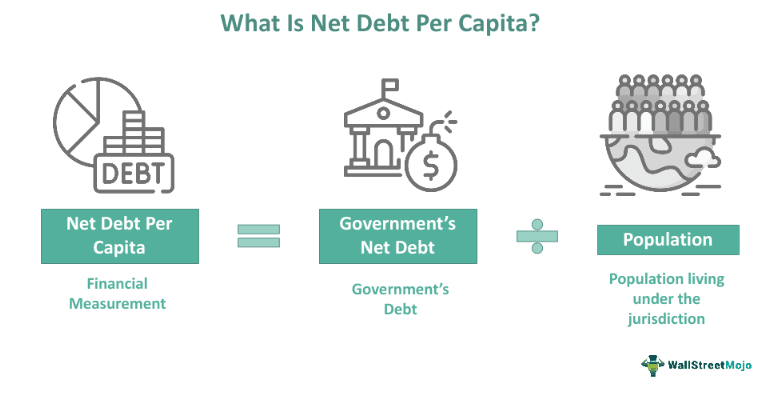 What Is Net Debt Per Capita?
DEBT
$
Net Debt Per
Capita
=
Government's
Net Debt
÷
Population
Financial
Measurement
Government's
Debt
Population living
under the
jurisdiction
WallStreetMojo